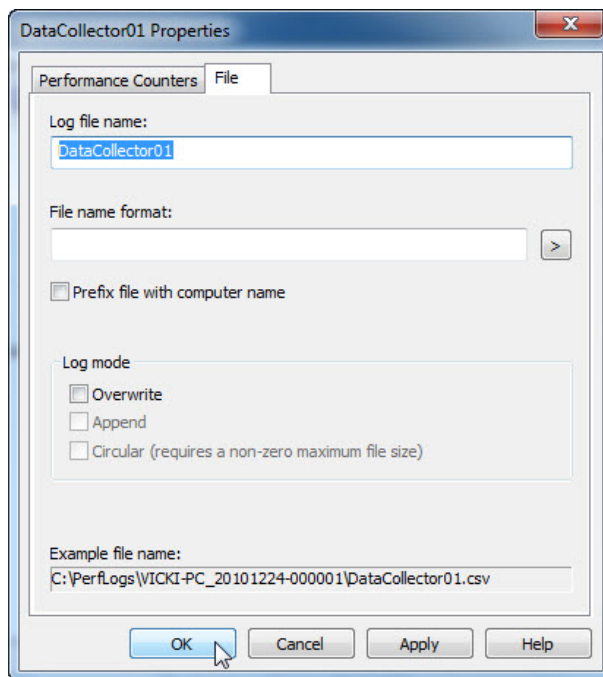 DataCollector01 Properties
Performance Counters File
Log file name:
DataCollector01
File name format:
>
Prefix file with computer name
Log mode
Overwrite
Append
Circular (requires a non-zero maximum file size)
Example file name:
C:\PerfLogs\VICKI-PC_20101224-000001\DataCollector01.csv
OK Cancel Apply Help